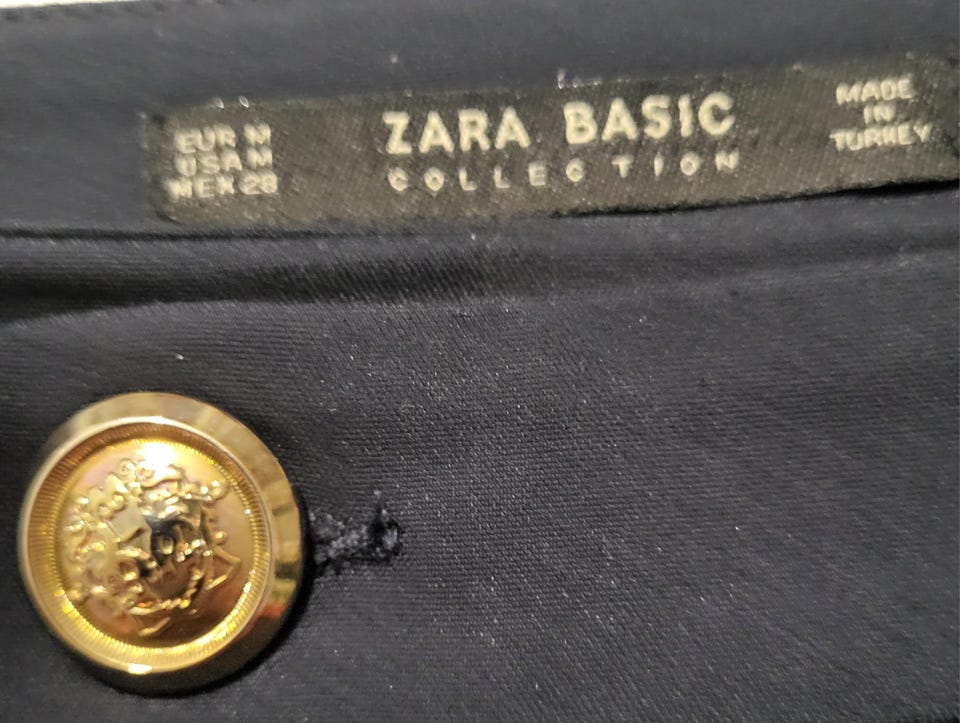 EUR M
USA M
MEX 28
ZARA BASIC
COLLECTION
MADE
IN
TURKEY